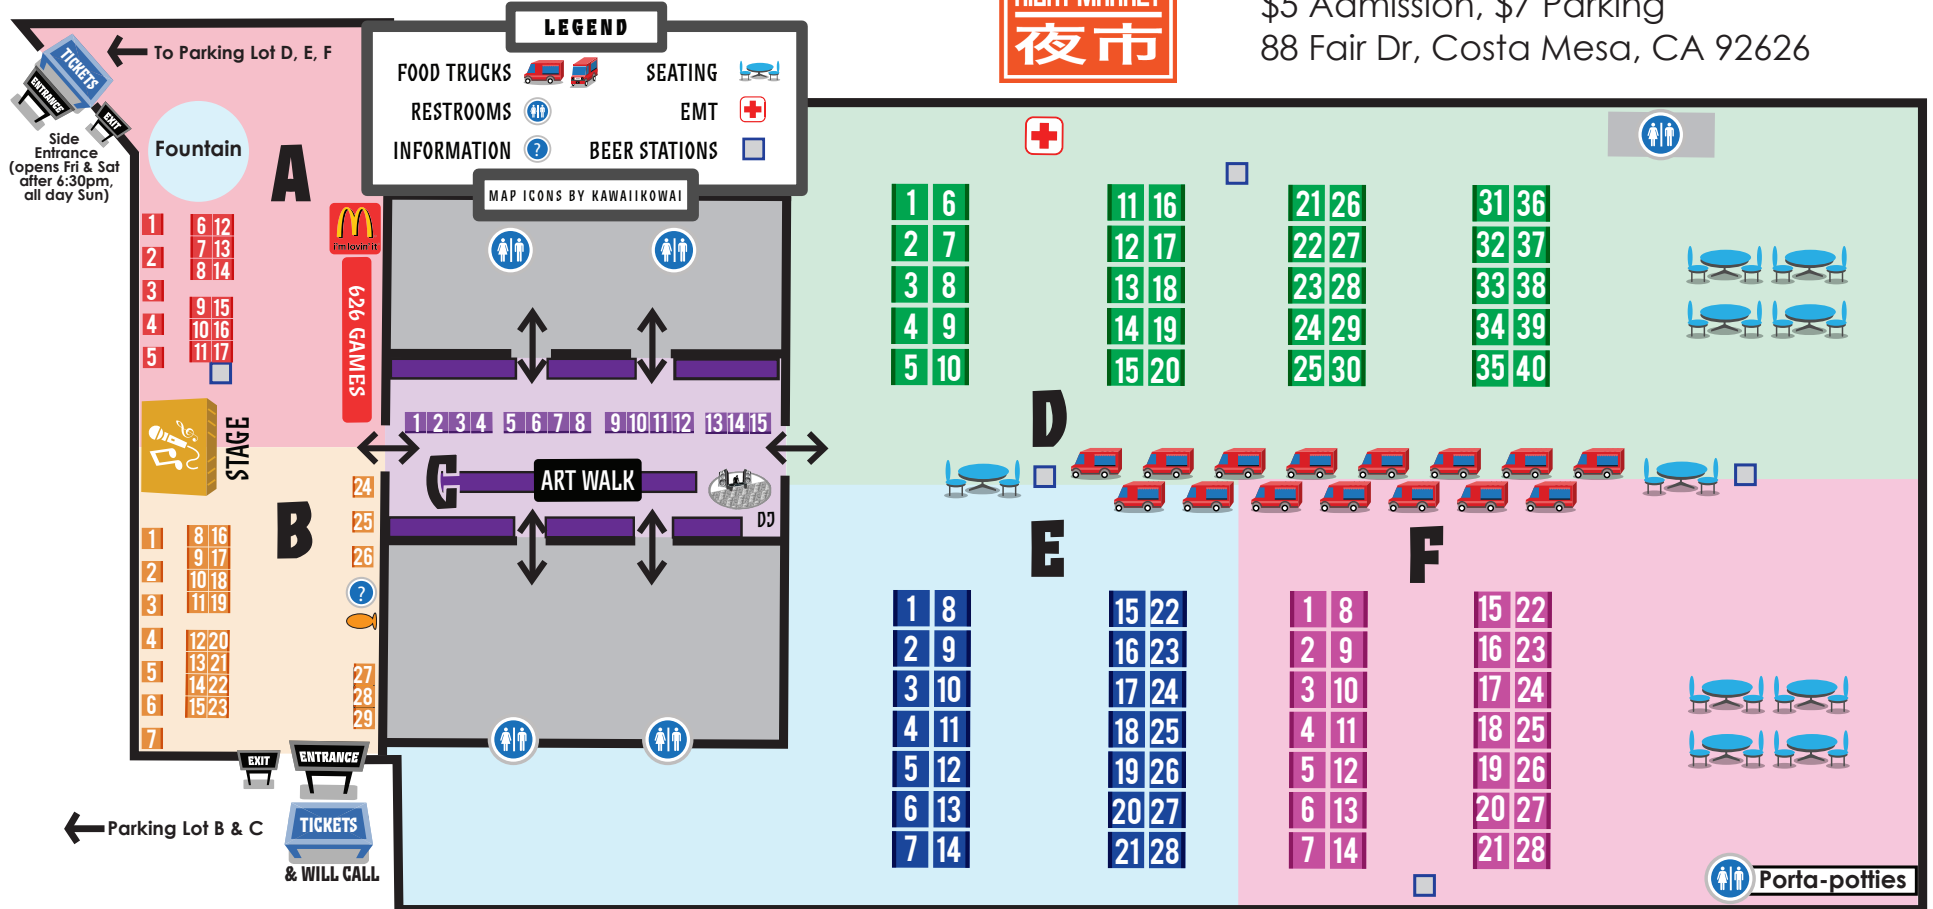 NIGHT MARKET
夜市
$5 Admission, $7 Parking
88 Fair Dr, Costa Mesa, CA 92626
LEGEND
FOOD TRUCKS
SEATING
RESTROOMS
EMT
INFORMATION
?
BEER STATIONS
MAP ICONS BY KAWAIIKOWAI
TICKETS
ENTRANCE
EXIT
To Parking Lot D, E, F
Side
Entrance
(opens Fri & Sat
after 6:30pm,
all day Sun)
Fountain
A
i'm lovin' it
626 GAMES
1
2
3
4
5
6 12
7 13
8 14
9 15
10 16
11 17
STAGE
B
1
2
3
4
5
6
7
8 16
9 17
10 18
11 19
12 20
13 21
14 22
15 23
24
25
26
?
27
28
29
EXIT
ENTRANCE
Parking Lot B & C
TICKETS
& WILL CALL
1 2 3 4 5 6 7 8 9 10 11 12 13 14 15
C
ART WALK
DJ
1 6
2 7
3 8
4 9
5 10
11 16
12 17
13 18
14 19
15 20
21 26
22 27
23 28
24 29
25 30
31 36
32 37
33 38
34 39
35 40
D
E
1 8
2 9
3 10
4 11
5 12
6 13
7 14
15 22
16 23
17 24
18 25
19 26
20 27
21 28
F
1 8
2 9
3 10
4 11
5 12
6 13
7 14
15 22
16 23
17 24
18 25
19 26
20 27
21 28
Porta-potties